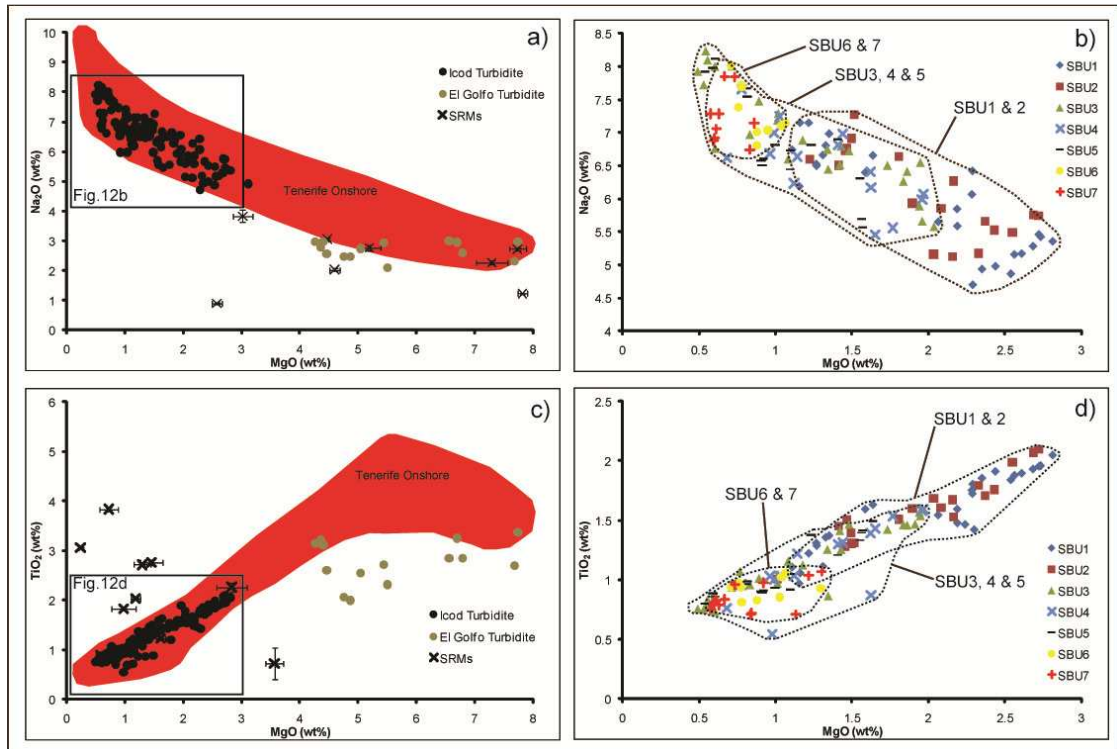 a)
10
9
8
7
6
5
4
3
2
1
0
Na2O (wt%)
Icod Turbidite
El Golfo Turbidite
SRMs
Tenerife Onshore
Fig.12b
0 1 2 3 4 5 6 7 8
MgO (wt%)
b)
8.5
8
7.5
7
6.5
6
5.5
5
4.5
4
Na2O (wt%)
SBU6 & 7
SBU3, 4 & 5
SBU1 & 2
SBU1
SBU2
SBU3
SBU4
SBU5
SBU6
SBU7
0 0.5 1 1.5 2 2.5 3
MgO (wt%)
c)
6
5
4
3
2
1
0
TiO2 (wt%)
Tenerife Onshore
Fig.12d
Icod Turbidite
El Golfo Turbidite
SRMs
0 1 2 3 4 5 6 7 8
MgO (wt%)
d)
2.5
2
1.5
1
0.5
0
TiO2 (wt%)
SBU1 & 2
SBU6 & 7
SBU3, 4 & 5
SBU1
SBU2
SBU3
SBU4
SBU5
SBU6
SBU7
0 0.5 1 1.5 2 2.5 3
MgO (wt%)